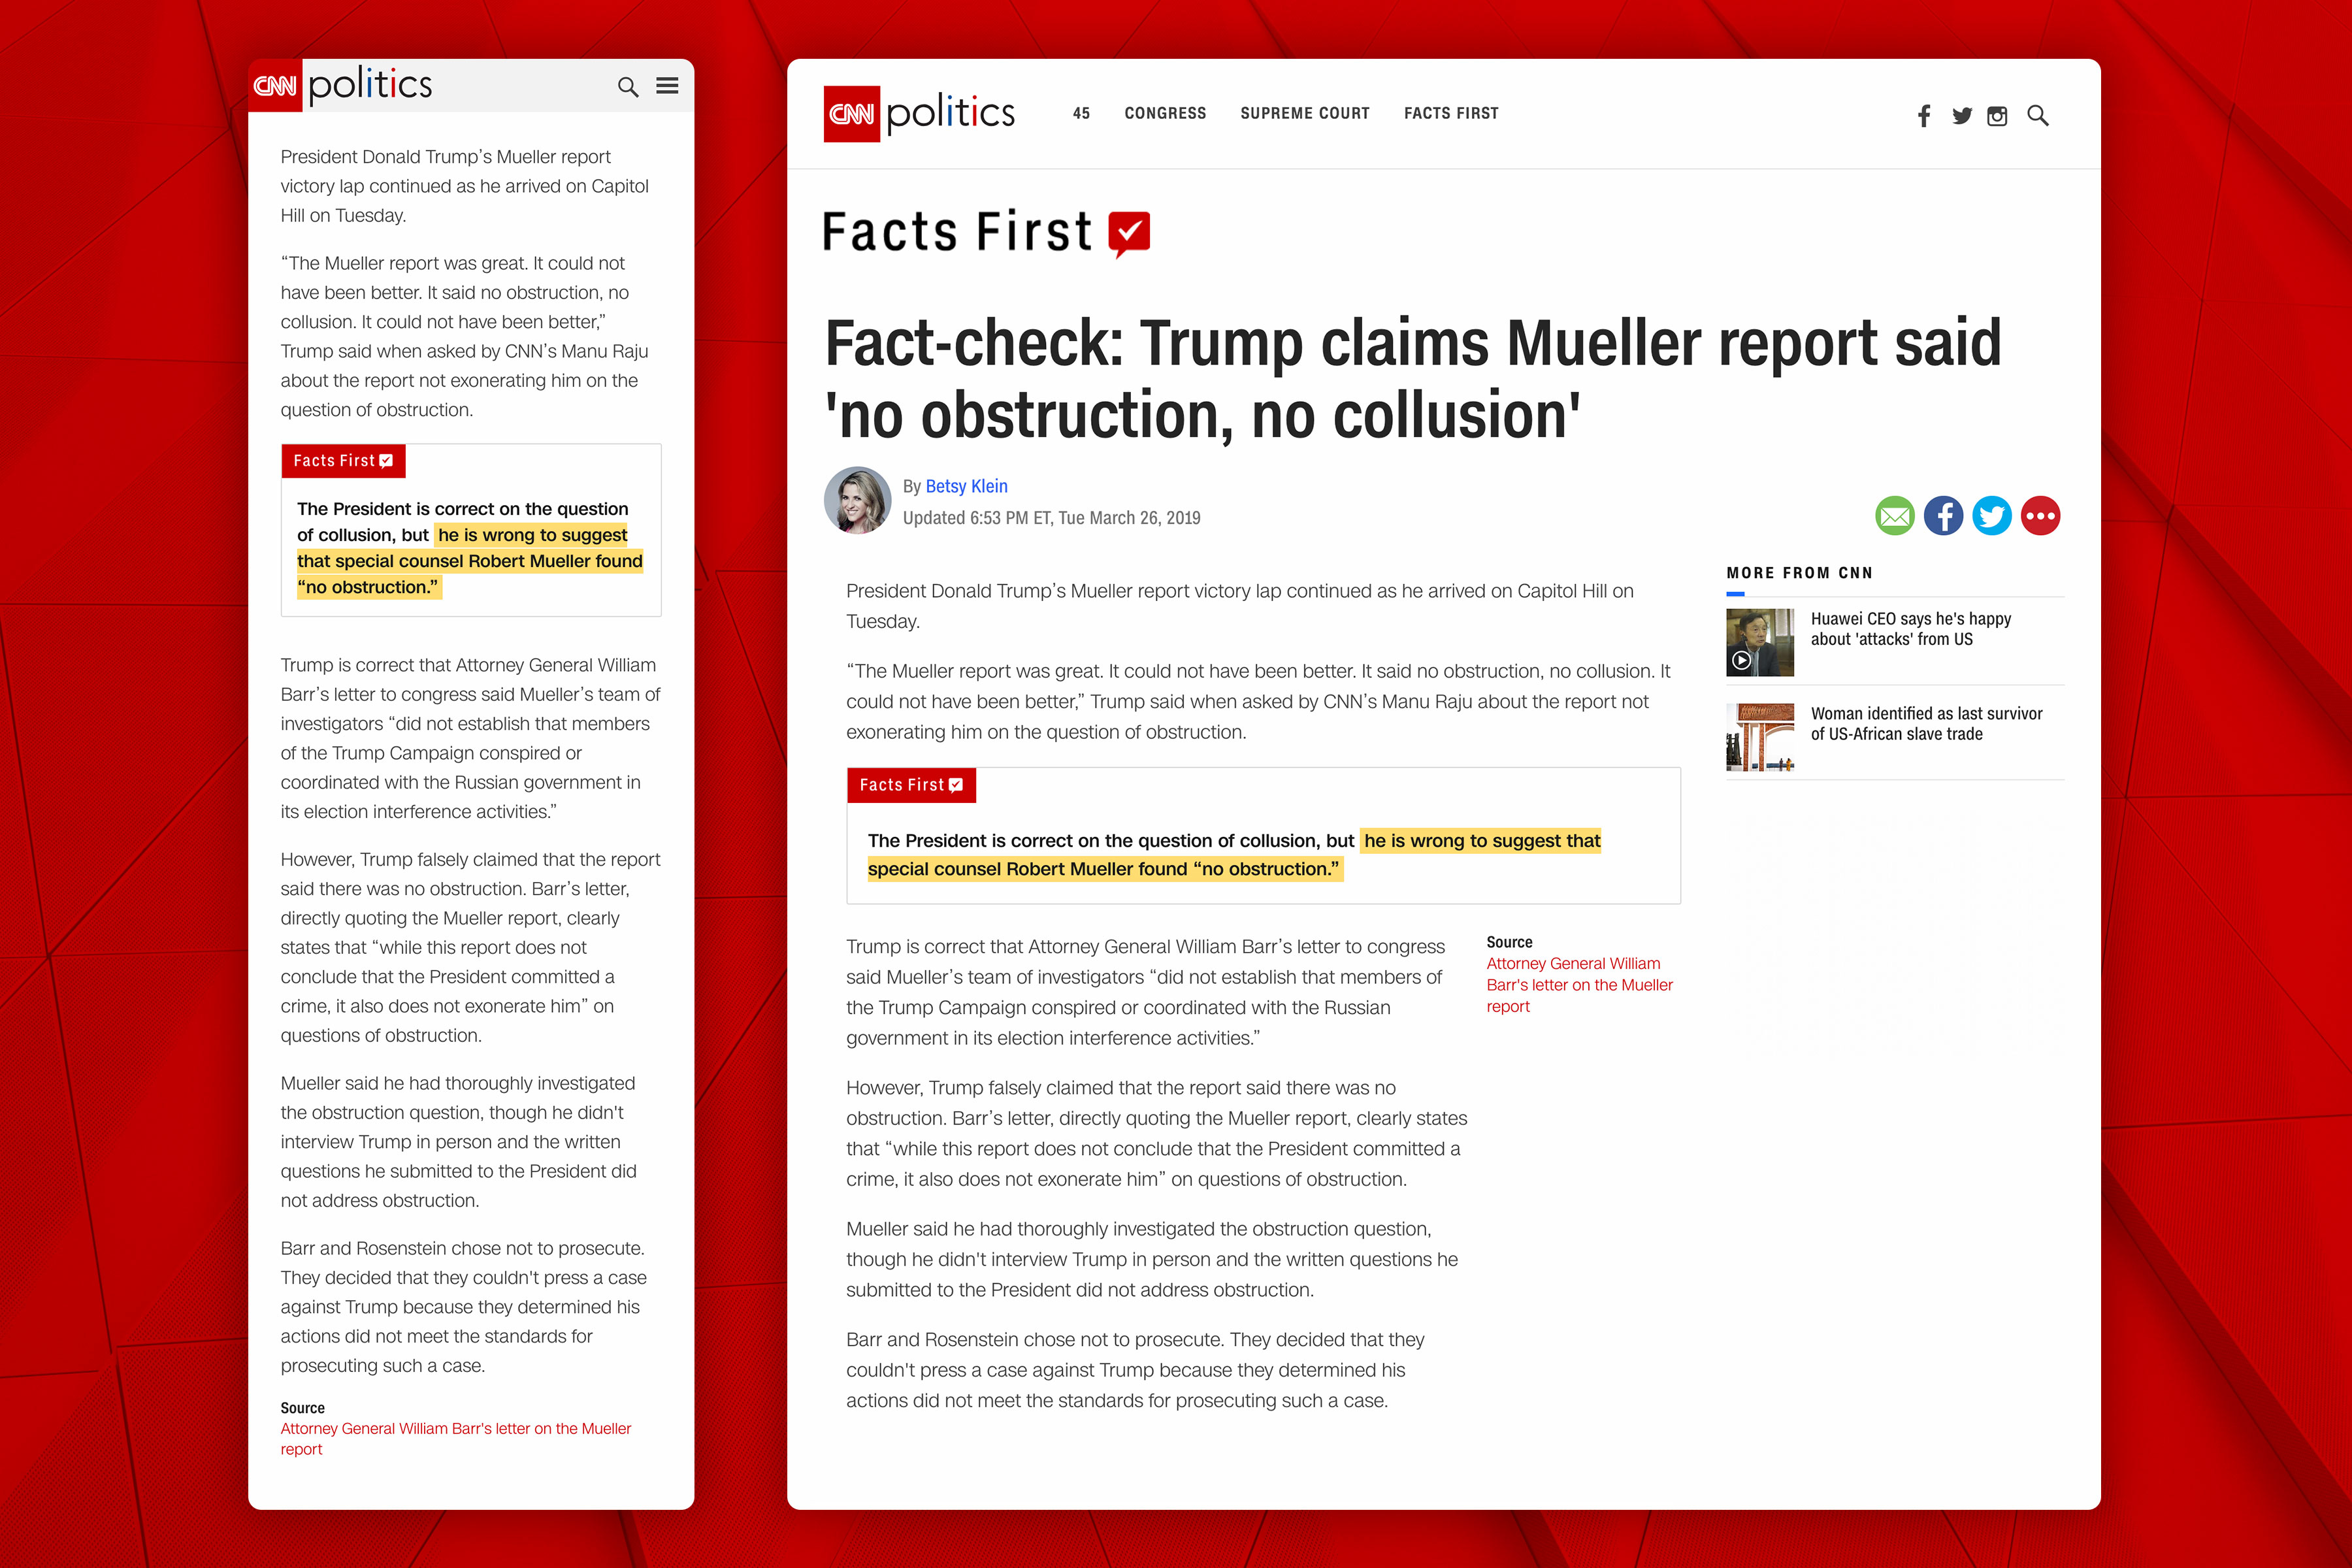 CNN politics
President Donald Trump’s Mueller report
victory lap continued as he arrived on Capitol
Hill on Tuesday.
“The Mueller report was great. It could not
have been better. It said no obstruction, no
collusion. It could not have been better,”
Trump said when asked by CNN’s Manu Raju
about the report not exonerating him on the
question of obstruction.
Facts First
The President is correct on the question
of collusion, but he is wrong to suggest
that special counsel Robert Mueller found
“no obstruction.”
Trump is correct that Attorney General William
Barr’s letter to congress said Mueller’s team of
investigators “did not establish that members
of the Trump Campaign conspired or
coordinated with the Russian government in
its election interference activities.”
However, Trump falsely claimed that the report
said there was no obstruction. Barr’s letter,
directly quoting the Mueller report, clearly
states that “while this report does not
conclude that the President committed a
crime, it also does not exonerate him” on
questions of obstruction.
Mueller said he had thoroughly investigated
the obstruction question, though he didn't
interview Trump in person and the written
questions he submitted to the President did
not address obstruction.
Barr and Rosenstein chose not to prosecute.
They decided that they couldn't press a case
against Trump because they determined his
actions did not meet the standards for
prosecuting such a case.
Source
Attorney General William Barr's letter on the Mueller
report
CNN politics 45 CONGRESS SUPREME COURT FACTS FIRST
Facts First
Fact-check: Trump claims Mueller report said
'no obstruction, no collusion'
By Betsy Klein
Updated 6:53 PM ET, Tue March 26, 2019
President Donald Trump’s Mueller report victory lap continued as he arrived on Capitol Hill on
Tuesday.
“The Mueller report was great. It could not have been better. It said no obstruction, no collusion. It
could not have been better,” Trump said when asked by CNN’s Manu Raju about the report not
exonerating him on the question of obstruction.
Facts First
The President is correct on the question of collusion, but he is wrong to suggest that
special counsel Robert Mueller found “no obstruction.”
Trump is correct that Attorney General William Barr’s letter to congress
said Mueller’s team of investigators “did not establish that members of
the Trump Campaign conspired or coordinated with the Russian
government in its election interference activities.”
However, Trump falsely claimed that the report said there was no
obstruction. Barr’s letter, directly quoting the Mueller report, clearly states
that “while this report does not conclude that the President committed a
crime, it also does not exonerate him” on questions of obstruction.
Mueller said he had thoroughly investigated the obstruction question,
though he didn't interview Trump in person and the written questions he
submitted to the President did not address obstruction.
Barr and Rosenstein chose not to prosecute. They decided that they
couldn't press a case against Trump because they determined his
actions did not meet the standards for prosecuting such a case.
Source
Attorney General William
Barr's letter on the Mueller
report
MORE FROM CNN
Huawei CEO says he's happy
about 'attacks' from US
Woman identified as last survivor
of US-African slave trade